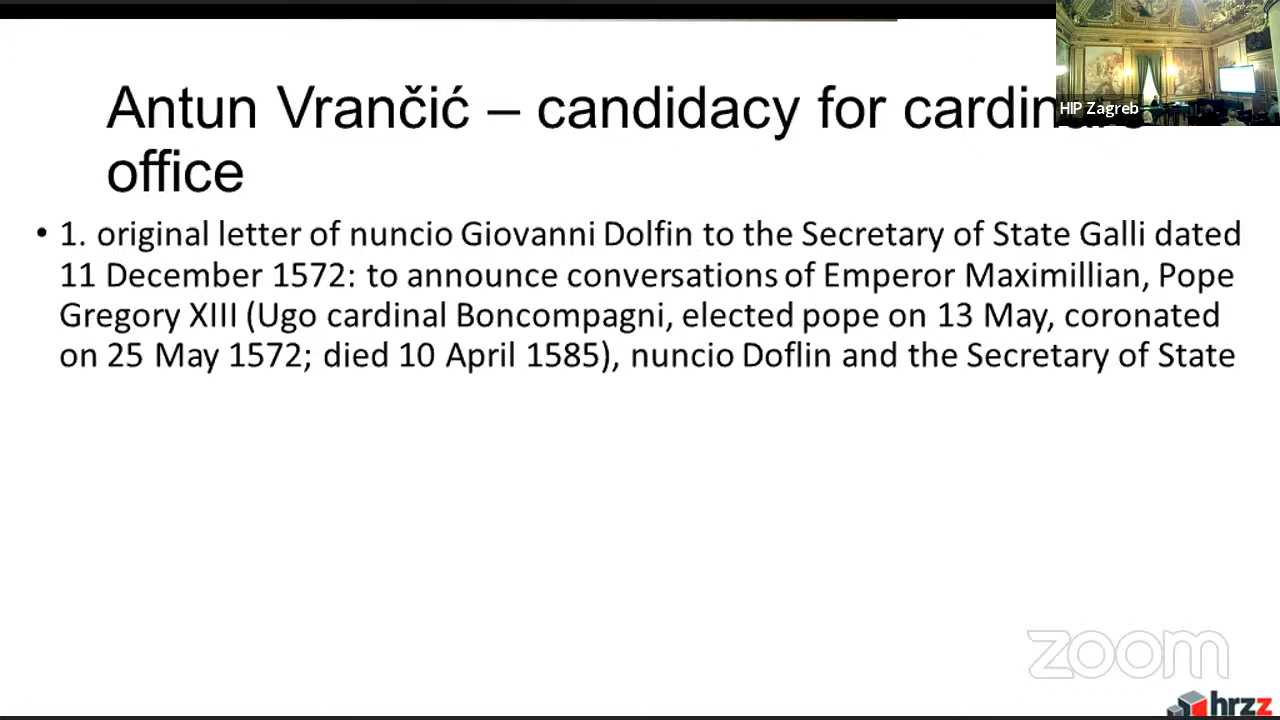 Antun Vrančić – candidacy for
office
HP Zagreb
• 1. original letter of nuncio Giovanni Dolfin to the Secretary of State Galli dated
11 December 1572: to announce conversations of Emperor Maximillian, Pope
Gregory XIII (Ugo cardinal Boncompagni, elected pope on 13 May, coronated
on 25 May 1572; died 10 April 1585), nuncio Doflin and the Secretary of State
zoom
hrzz